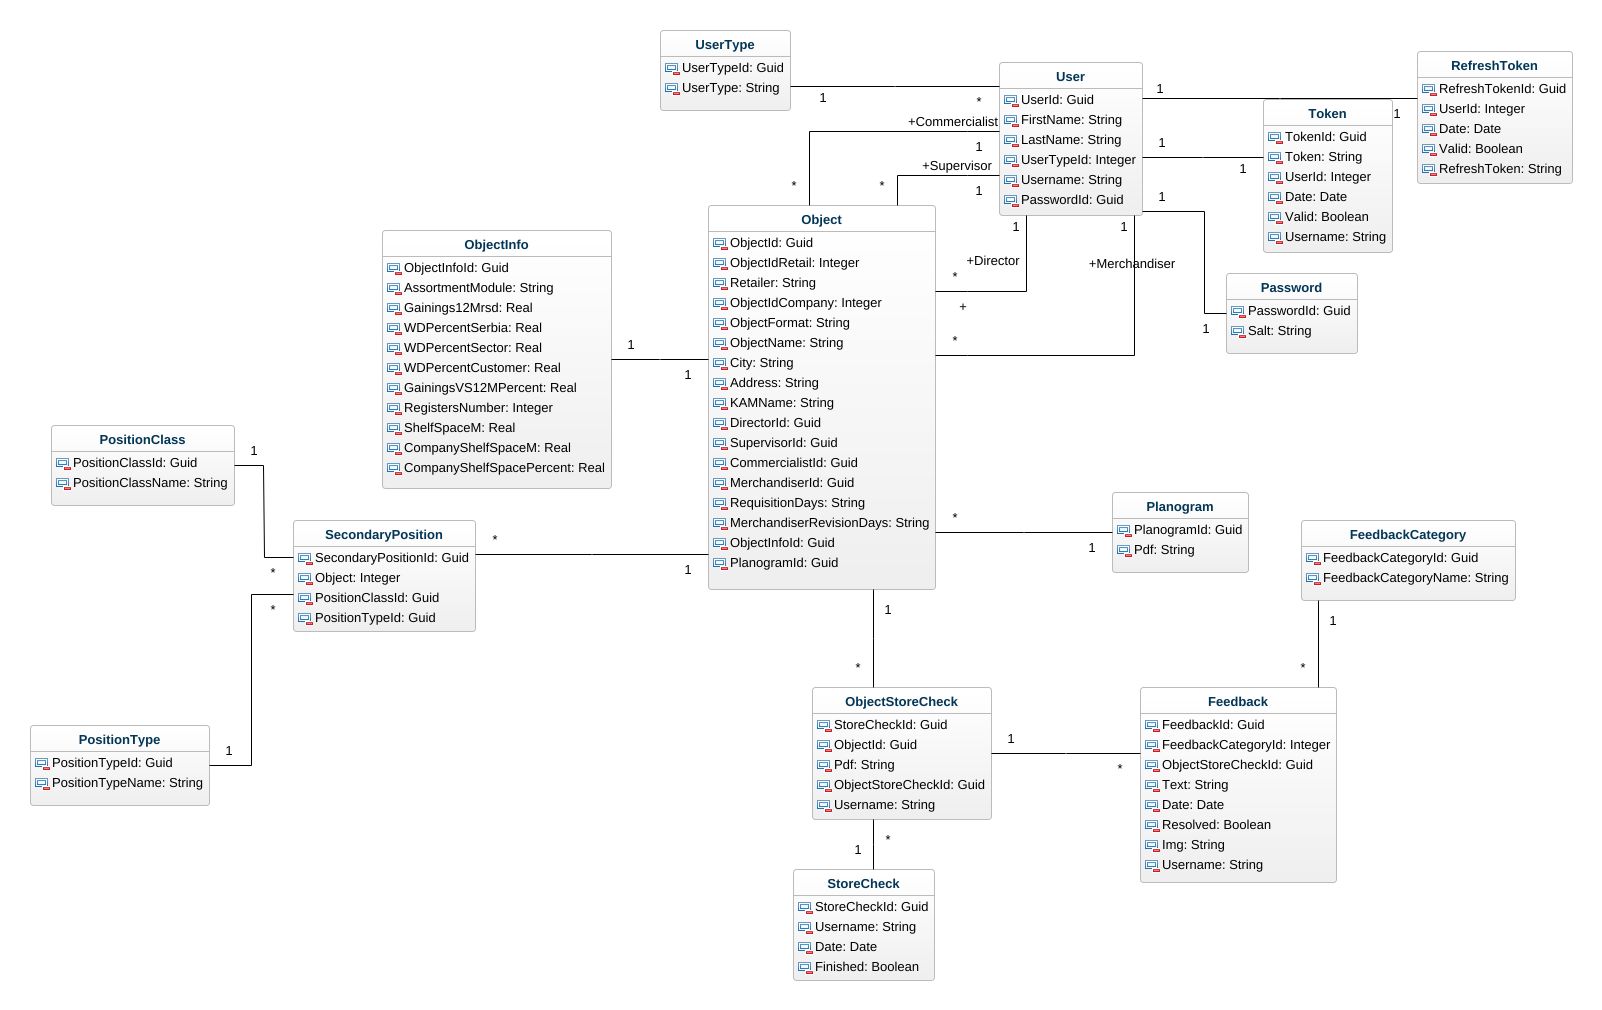 UserType
UserTypeId: Guid
UserType: String
1
*
User
UserId: Guid
FirstName: String
LastName: String
UserTypeId: Integer
Username: String
PasswordId: Guid
1
1
RefreshToken
RefreshTokenId: Guid
UserId: Integer
Date: Date
Valid: Boolean
RefreshToken: String
Token
TokenId: Guid
Token: String
UserId: Integer
Date: Date
Valid: Boolean
Username: String
1
1
+Commercialist
1
*
+Supervisor
1
*
1
1
Password
PasswordId: Guid
Salt: String
1
+Director
*
+
1
+Merchandiser
*
Object
ObjectId: Guid
ObjectIdRetail: Integer
Retailer: String
ObjectIdCompany: Integer
ObjectFormat: String
ObjectName: String
City: String
Address: String
KAMName: String
DirectorId: Guid
SupervisorId: Guid
CommercialistId: Guid
MerchandiserId: Guid
RequisitionDays: String
MerchandiserRevisionDays: String
ObjectInfoId: Guid
PlanogramId: Guid
ObjectInfo
ObjectInfoId: Guid
AssortmentModule: String
Gainings12Mrsd: Real
WDPercentSerbia: Real
WDPercentSector: Real
WDPercentCustomer: Real
GainingsVS12MPercent: Real
RegistersNumber: Integer
ShelfSpaceM: Real
CompanyShelfSpaceM: Real
CompanyShelfSpacePercent: Real
1
1
PositionClass
PositionClassId: Guid
PositionClassName: String
1
*
SecondaryPosition
SecondaryPositionId: Guid
Object: Integer
PositionClassId: Guid
PositionTypeId: Guid
*
1
*
1
PositionType
PositionTypeId: Guid
PositionTypeName: String
*
1
Planogram
PlanogramId: Guid
Pdf: String
FeedbackCategory
FeedbackCategoryId: Guid
FeedbackCategoryName: String
1
*
1
*
ObjectStoreCheck
StoreCheckId: Guid
ObjectId: Guid
Pdf: String
ObjectStoreCheckId: Guid
Username: String
1
*
Feedback
FeedbackId: Guid
FeedbackCategoryId: Integer
ObjectStoreCheckId: Guid
Text: String
Date: Date
Resolved: Boolean
Img: String
Username: String
*
1
StoreCheck
StoreCheckId: Guid
Username: String
Date: Date
Finished: Boolean